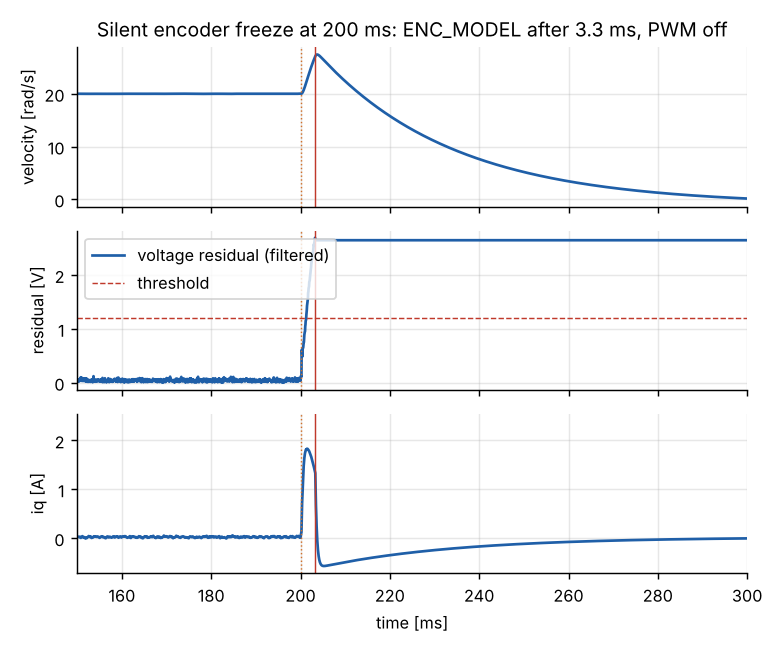 Silent encoder freeze at 200 ms: ENC_MODEL after 3.3 ms, PWM off
velocity [rad/s]
20
10
0
residual [V]
2
1
0
voltage residual (filtered)
threshold
iq [A]
2
1
0
160 180 200 220 240 260 280 300
time [ms]